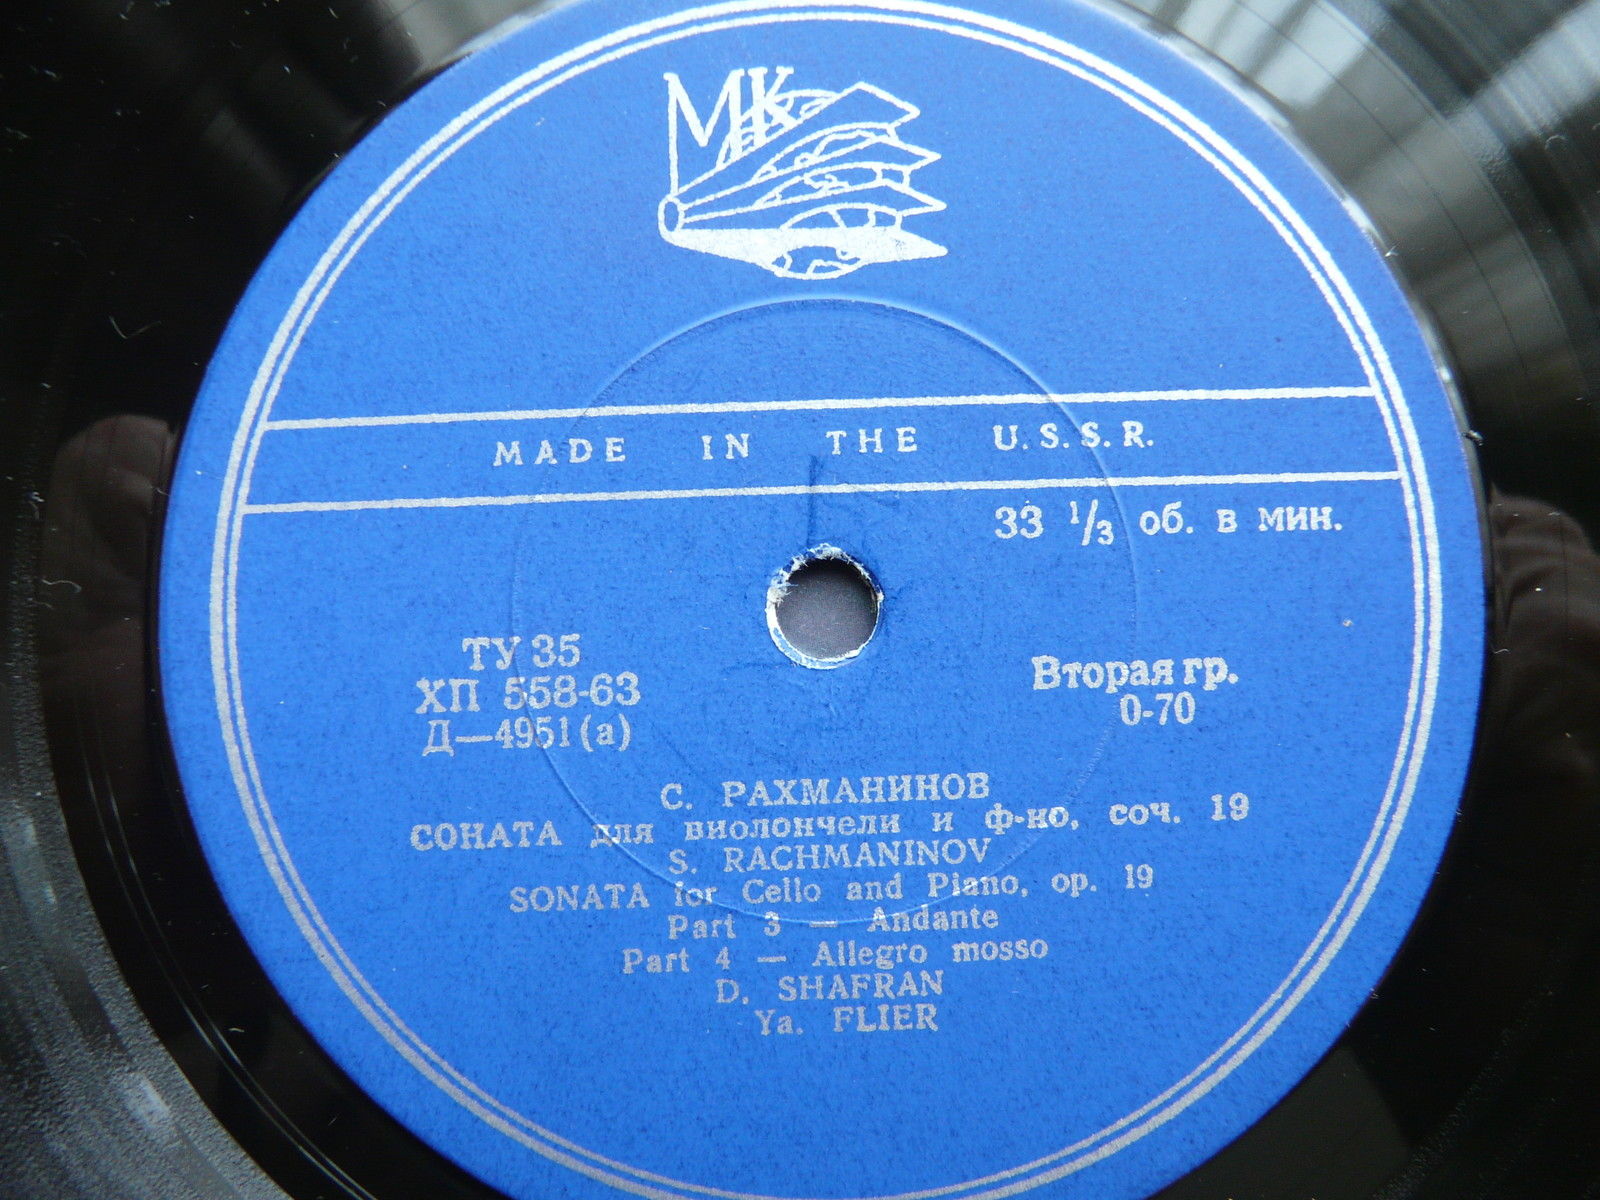 МК
MADE IN THE U.S.S.R.
33 1/3 об. в мин.
ТУ 35
ХП 558-63
Д—4951(а)
Вторая гр.
0-70
С. РАХМАНИНОВ
СОНАТА для виолончели и ф-но, соч. 19
S. RACHMANINOV
SONATA for Cello and Piano, op. 19
Part 3 — Andante
Part 4 — Allegro mosso
D. SHAFRAN
Ya. FLIER